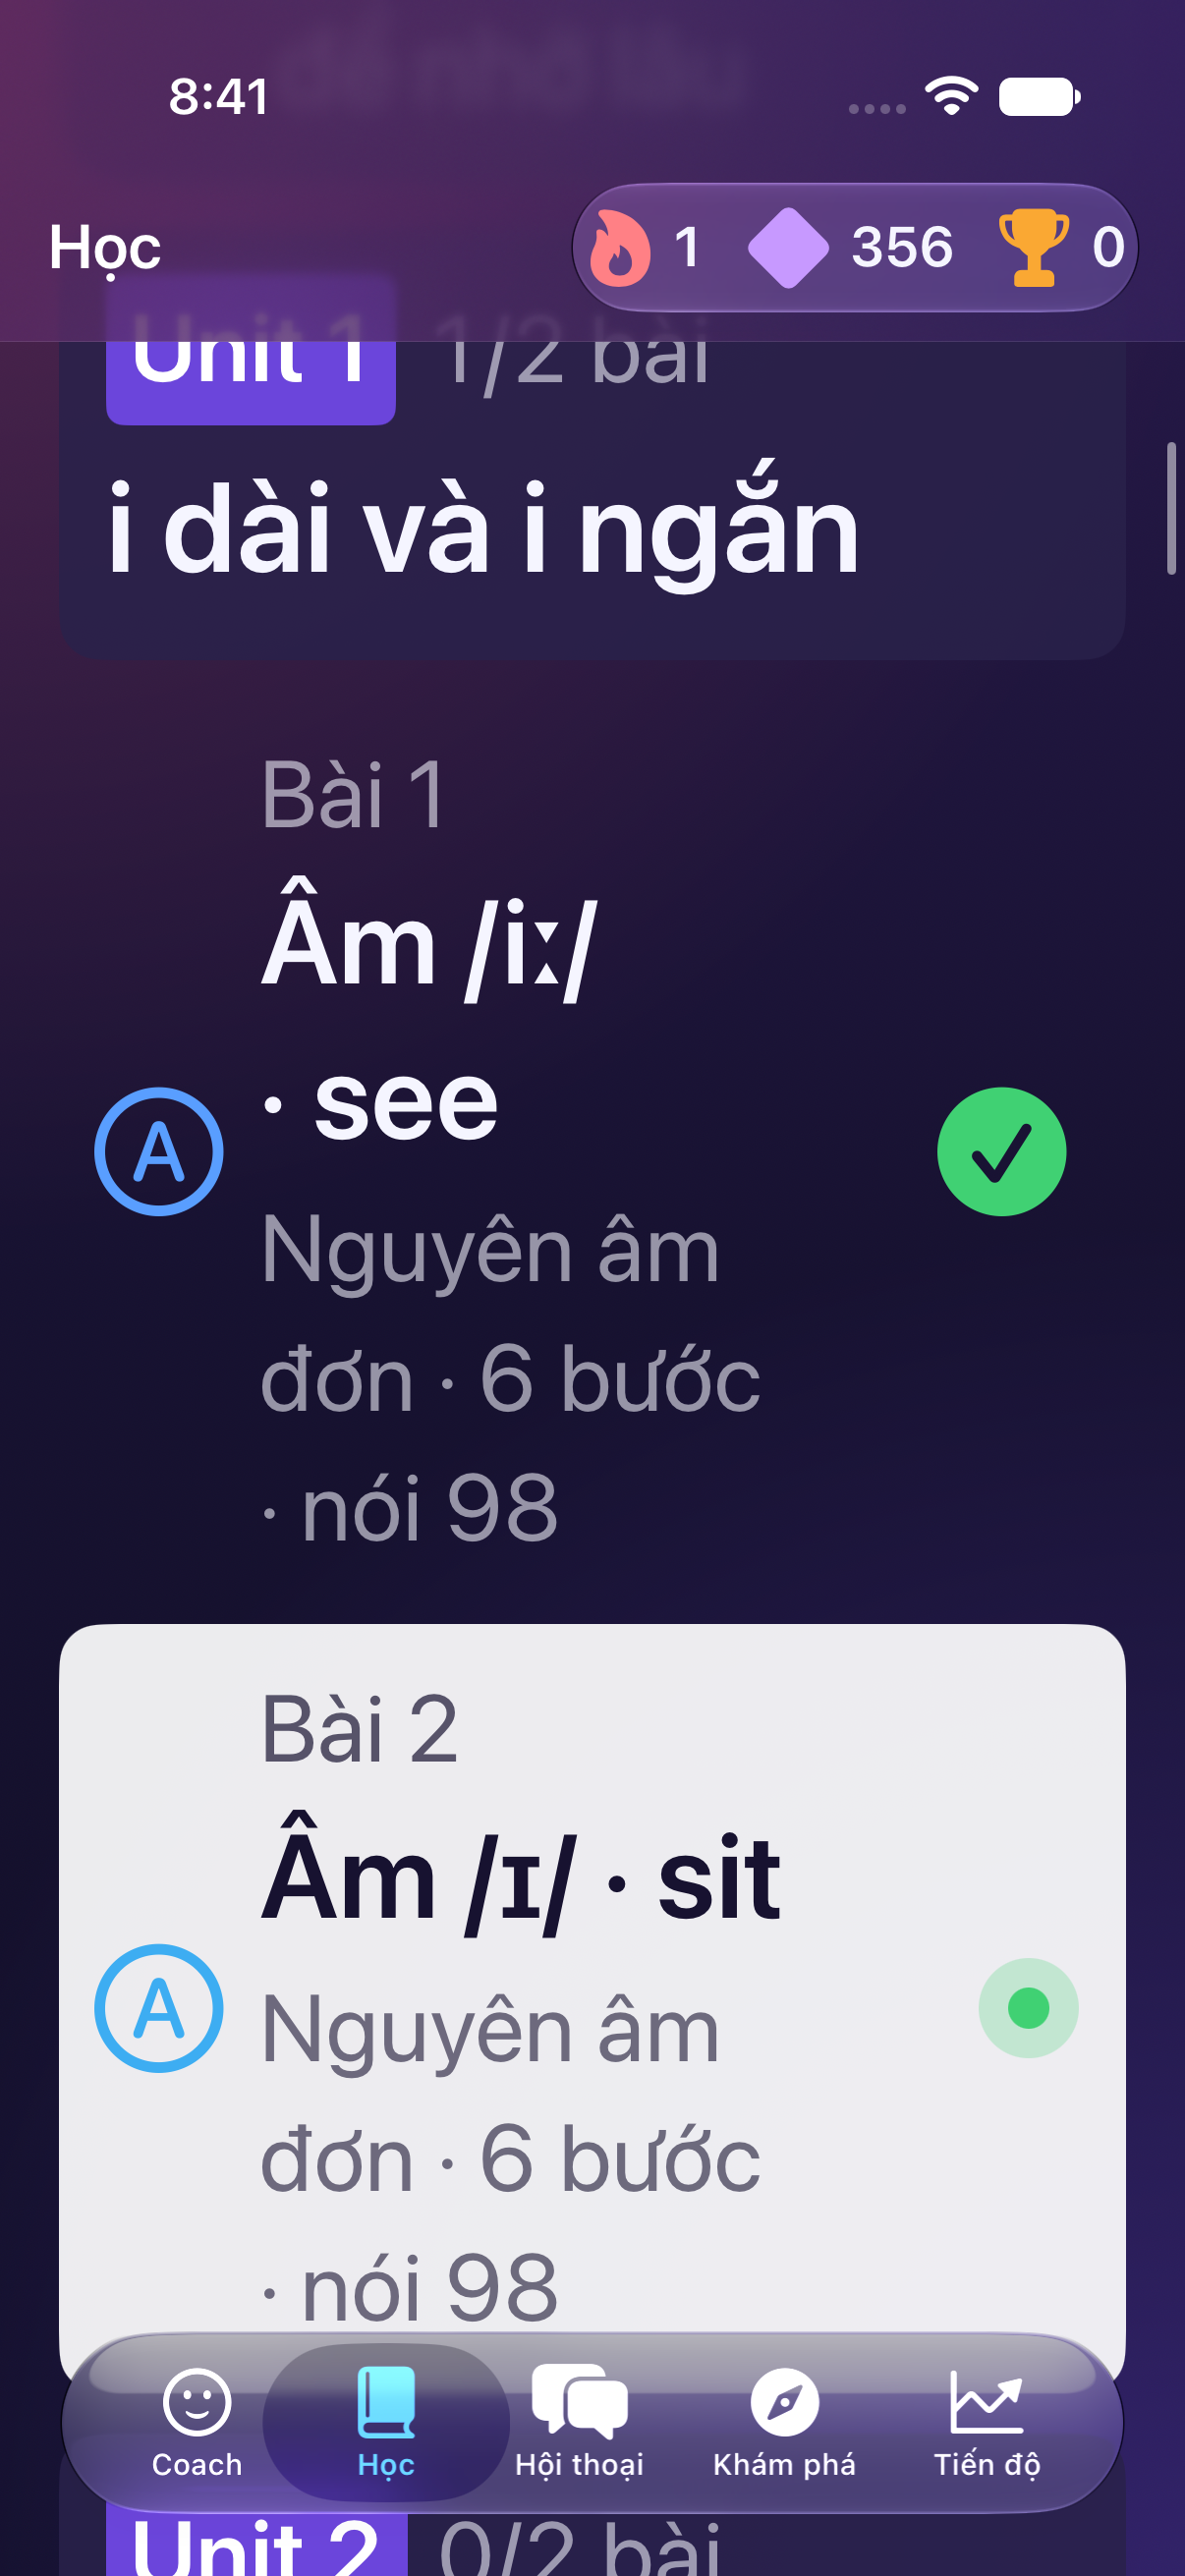 8:41
Học
1 356 0
Unit 1 1/2 bài
i dài và i ngắn
Bài 1
Âm /iː/
· see
A
Nguyên âm
đơn · 6 bước
· nói 98
Bài 2
Âm /ɪ/ · sit
A
Nguyên âm
đơn · 6 bước
· nói 98
Coach Học Hội thoại Khám phá Tiến độ
Unit 2 0/2 bài